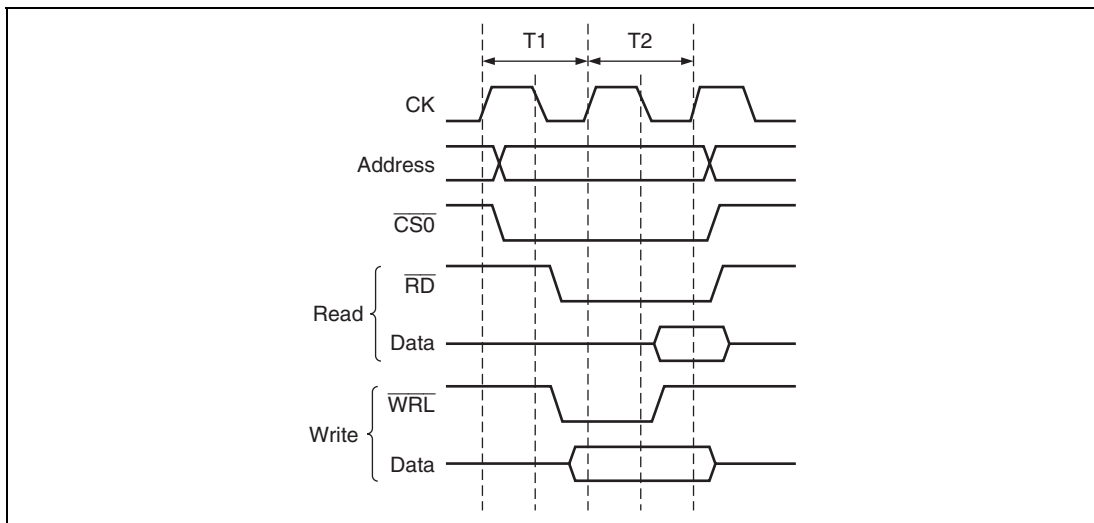 T1 T2
CK
Address
CS0
RD
Read
Data
WRL
Write
Data